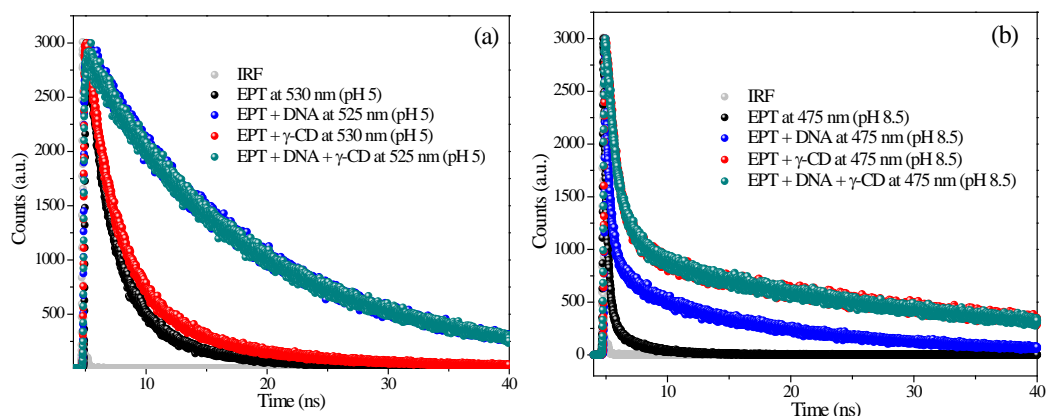 (a)
3000
2500
2000
1500
1000
500
Counts (a.u.)
IRF
EPT at 530 nm (pH 5)
EPT + DNA at 525 nm (pH 5)
EPT + γ-CD at 530 nm (pH 5)
EPT + DNA + γ-CD at 525 nm (pH 5)
10 20 30 40
Time (ns)
(b)
3000
2500
2000
1500
1000
500
0
Counts (a.u.)
IRF
EPT at 475 nm (pH 8.5)
EPT + DNA at 475 nm (pH 8.5)
EPT + γ-CD at 475 nm (pH 8.5)
EPT + DNA + γ-CD at 475 nm (pH 8.5)
10 20 30 40
Time (ns)